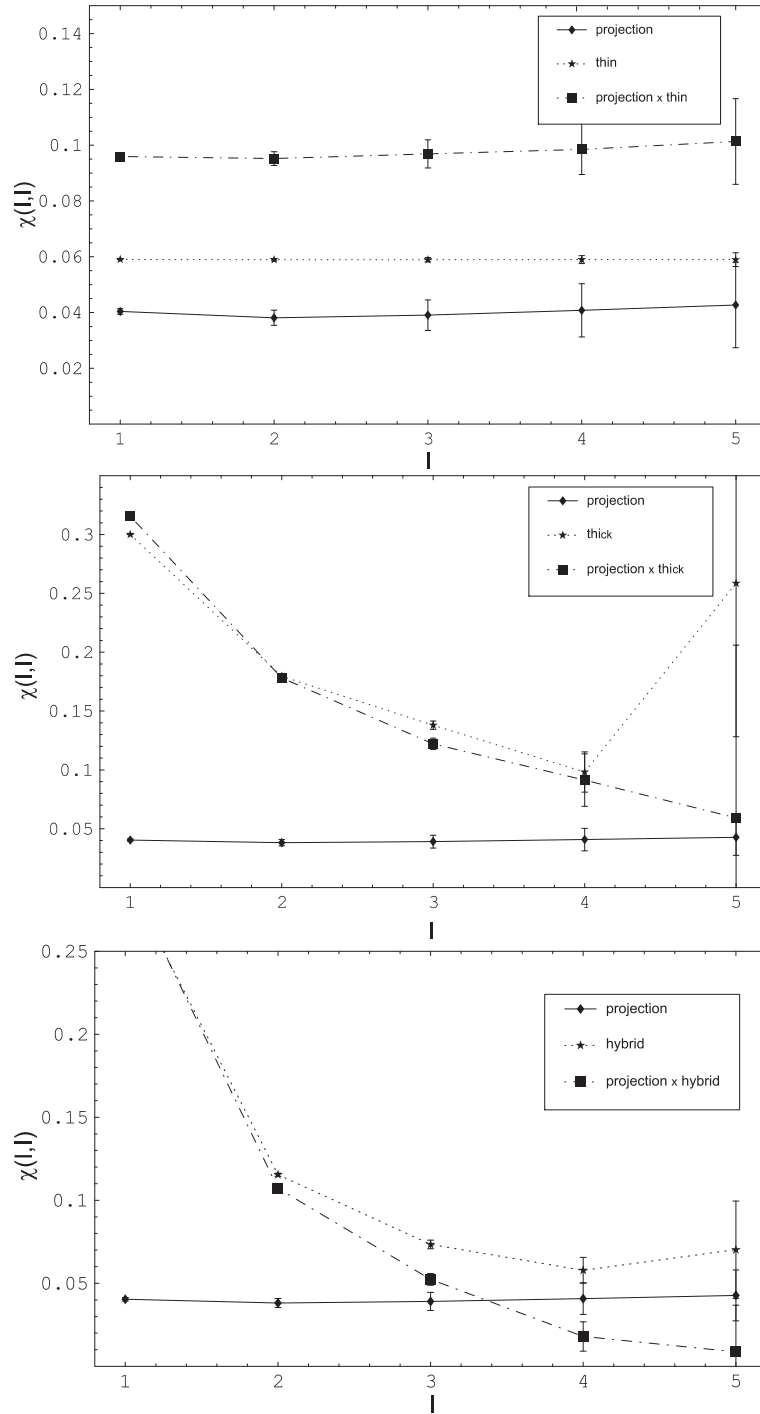 0.14
0.12
0.1
0.08
0.06
0.04
0.02
χ(I,I)
projection
thin
projection x thin
1 2 3 4 5
I
0.3
0.25
0.2
0.15
0.1
0.05
χ(I,I)
projection
thick
projection x thick
1 2 3 4 5
I
0.25
0.2
0.15
0.1
0.05
χ(I,I)
projection
hybrid
projection x hybrid
1 2 3 4 5
I